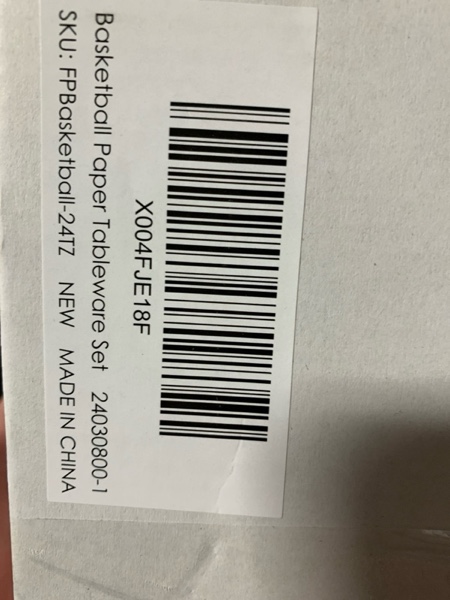 X004FJE18F
Basketball Paper Tableware Set 24030800-1
SKU: FPBasketball-24TZ NEW MADE IN CHINA